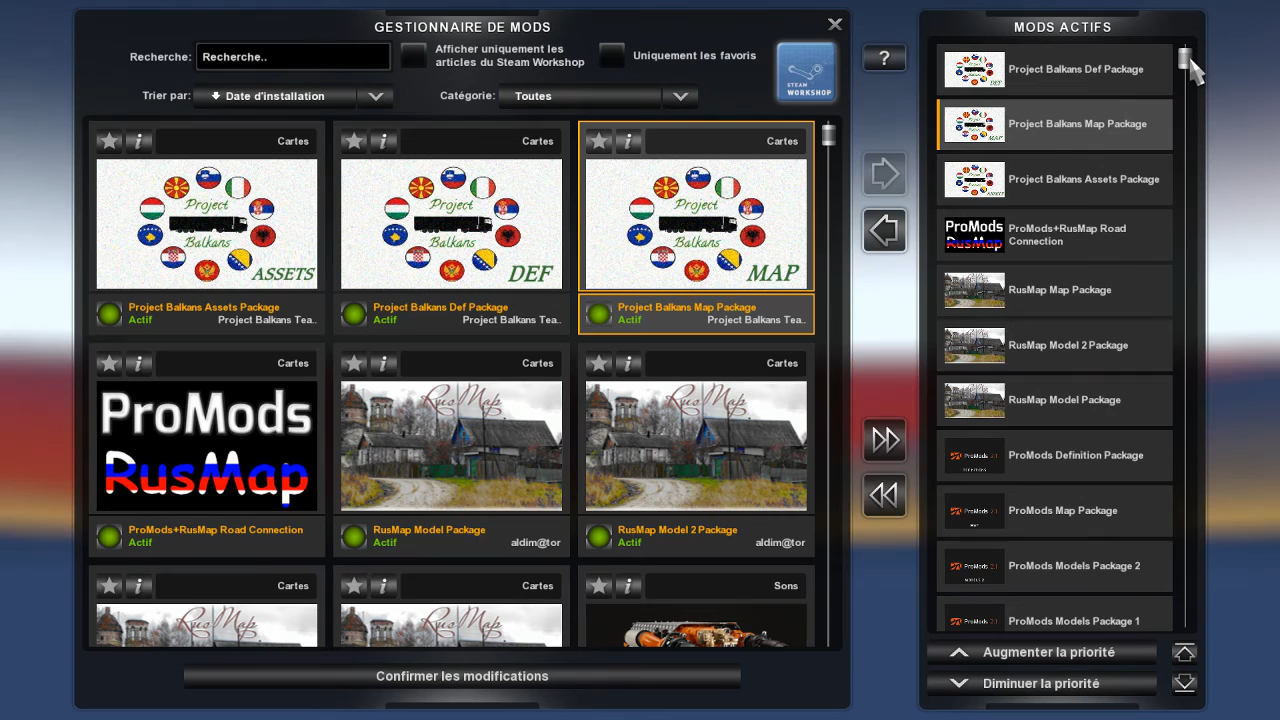 GESTIONNAIRE DE MODS
Recherche:
Recherche..
Afficher uniquement les
articles du Steam Workshop
Uniquement les favoris
STEAM
WORKSHOP
Trier par:
Date d'installation
Catégorie:
Toutes
Cartes
Project
Balkans
ASSETS
Project Balkans Assets Package
Actif
Project Balkans Tea..
Cartes
Project
Balkans
DEF
Project Balkans Def Package
Actif
Project Balkans Tea..
Cartes
Project
Balkans
MAP
Project Balkans Map Package
Actif
Project Balkans Tea..
Cartes
ProMods
RusMap
ProMods+RusMap Road Connection
Actif
Cartes
RusMap
RusMap Model Package
Actif
aldim@tor
Cartes
RusMap
RusMap Model 2 Package
Actif
aldim@tor
Cartes
RusMap
Cartes
RusMap
Sons
Confirmer les modifications
?
MODS ACTIFS
Project Balkans Def Package
Project Balkans Map Package
Project Balkans Assets Package
ProMods
RusMap
ProMods+RusMap Road
Connection
RusMap Map Package
RusMap Model 2 Package
RusMap Model Package
ProMods Definition Package
ProMods Map Package
ProMods Models Package 2
ProMods Models Package 1
Augmenter la priorité
Diminuer la priorité